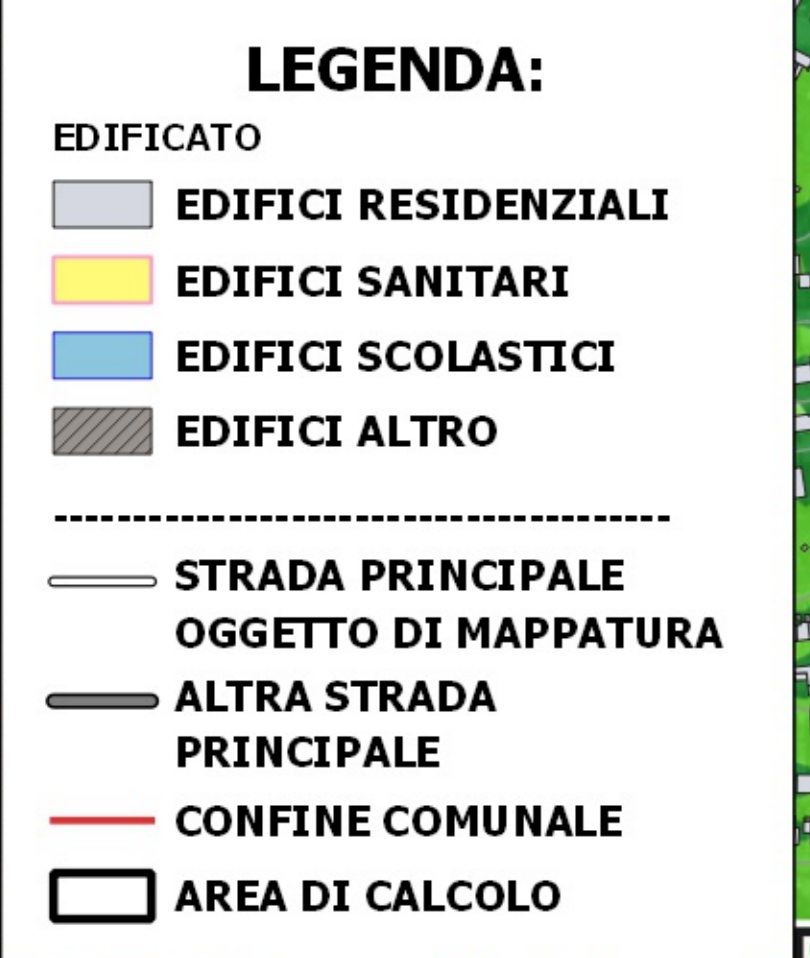 LEGENDA:
EDIFICATO
EDIFICI RESIDENZIALI
EDIFICI SANITARI
EDIFICI SCOLASTICI
EDIFICI ALTRO
---------------------------------------
STRADA PRINCIPALE
OGGETTO DI MAPPATURA
ALTRA STRADA
PRINCIPALE
CONFINE COMUNALE
AREA DI CALCOLO